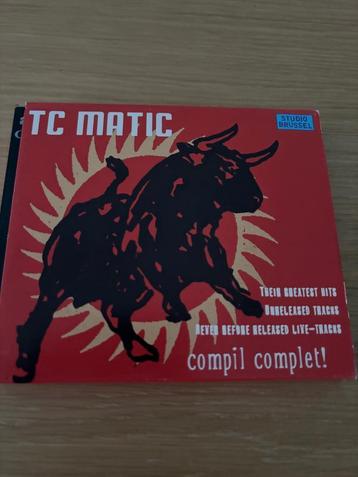 TC MATIC
STUDIO
BRUSSEL
THEIR GREATEST HITS
UNRELEASED TRACKS
NEVER BEFORE RELEASED LIVE-TRACKS
compil complet!